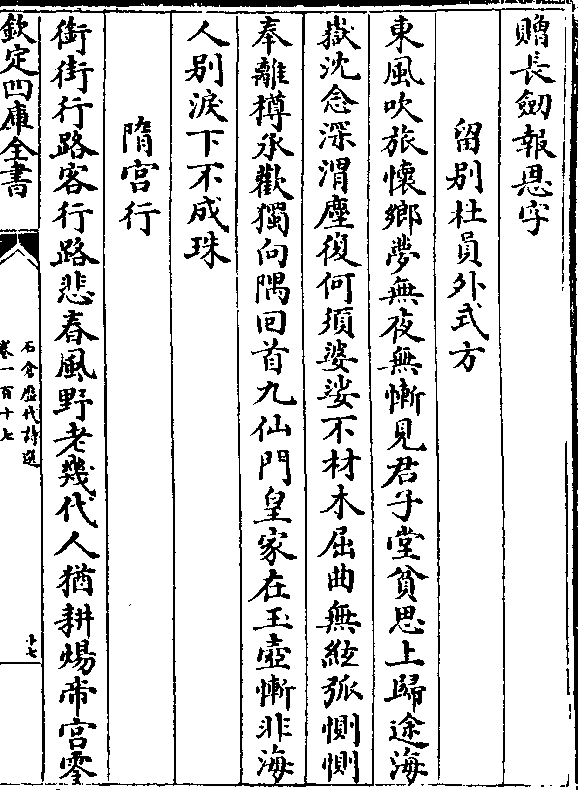 贈長劒報恩字
留别杜員外式方
東風吹旅懷鄉夢無夜無慚見君子堂貧思上歸途海
嶽沈念深渭塵復何須婆娑不材木屈曲無絃弧惻惻
奉離樽承歡獨向隅回首九仙門皇家在玉壺慚非海
人别淚下不成珠
隋宫行
街街行路客行路悲春風野老幾代人猶耕煬帝宫零
欽定四庫全書
石倉歷代詩選
卷一百十七
十七